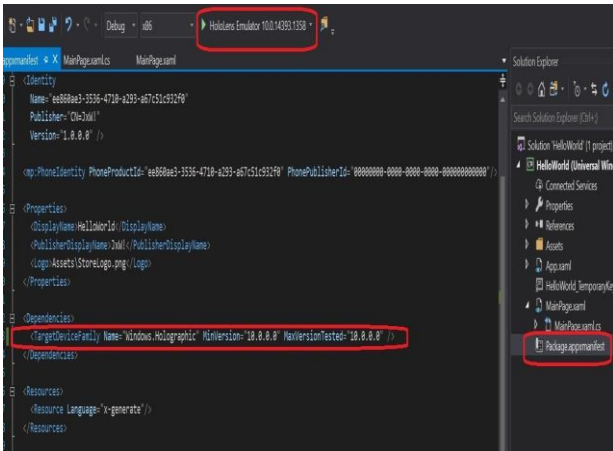 Debug x86 HoloLens Emulator 10.0.14393.1358
appxmanifest X MainPage.xaml.cs MainPage.xaml
<Identity
Name="ee860ae3-3536-4710-a293-a67c51c932f0"
Publisher="CN=JxW!"
Version="1.0.0.0" />
<mp:PhoneIdentity PhoneProductId="ee860ae3-3536-4710-a293-a67c51c932f0" PhonePublisherId="00000000-0000-0000-0000-000000000000"/>
<Properties>
<DisplayName>HelloWorld</DisplayName>
<PublisherDisplayName>JxW!</PublisherDisplayName>
<Logo>Assets\StoreLogo.png</Logo>
</Properties>
<Dependencies>
<TargetDeviceFamily Name="Windows.Holographic" MinVersion="10.0.0.0" MaxVersionTested="10.0.0.0" />
</Dependencies>
<Resources>
<Resource Language="x-generate"/>
</Resources>
Solution Explorer
Search Solution Explorer (Ctrl+;)
Solution 'HelloWorld' (1 project)
HelloWorld (Universal Win
Connected Services
Properties
References
Assets
App.xaml
HelloWorld_TemporaryKe
MainPage.xaml
MainPage.xaml.cs
Package.appxmanifest